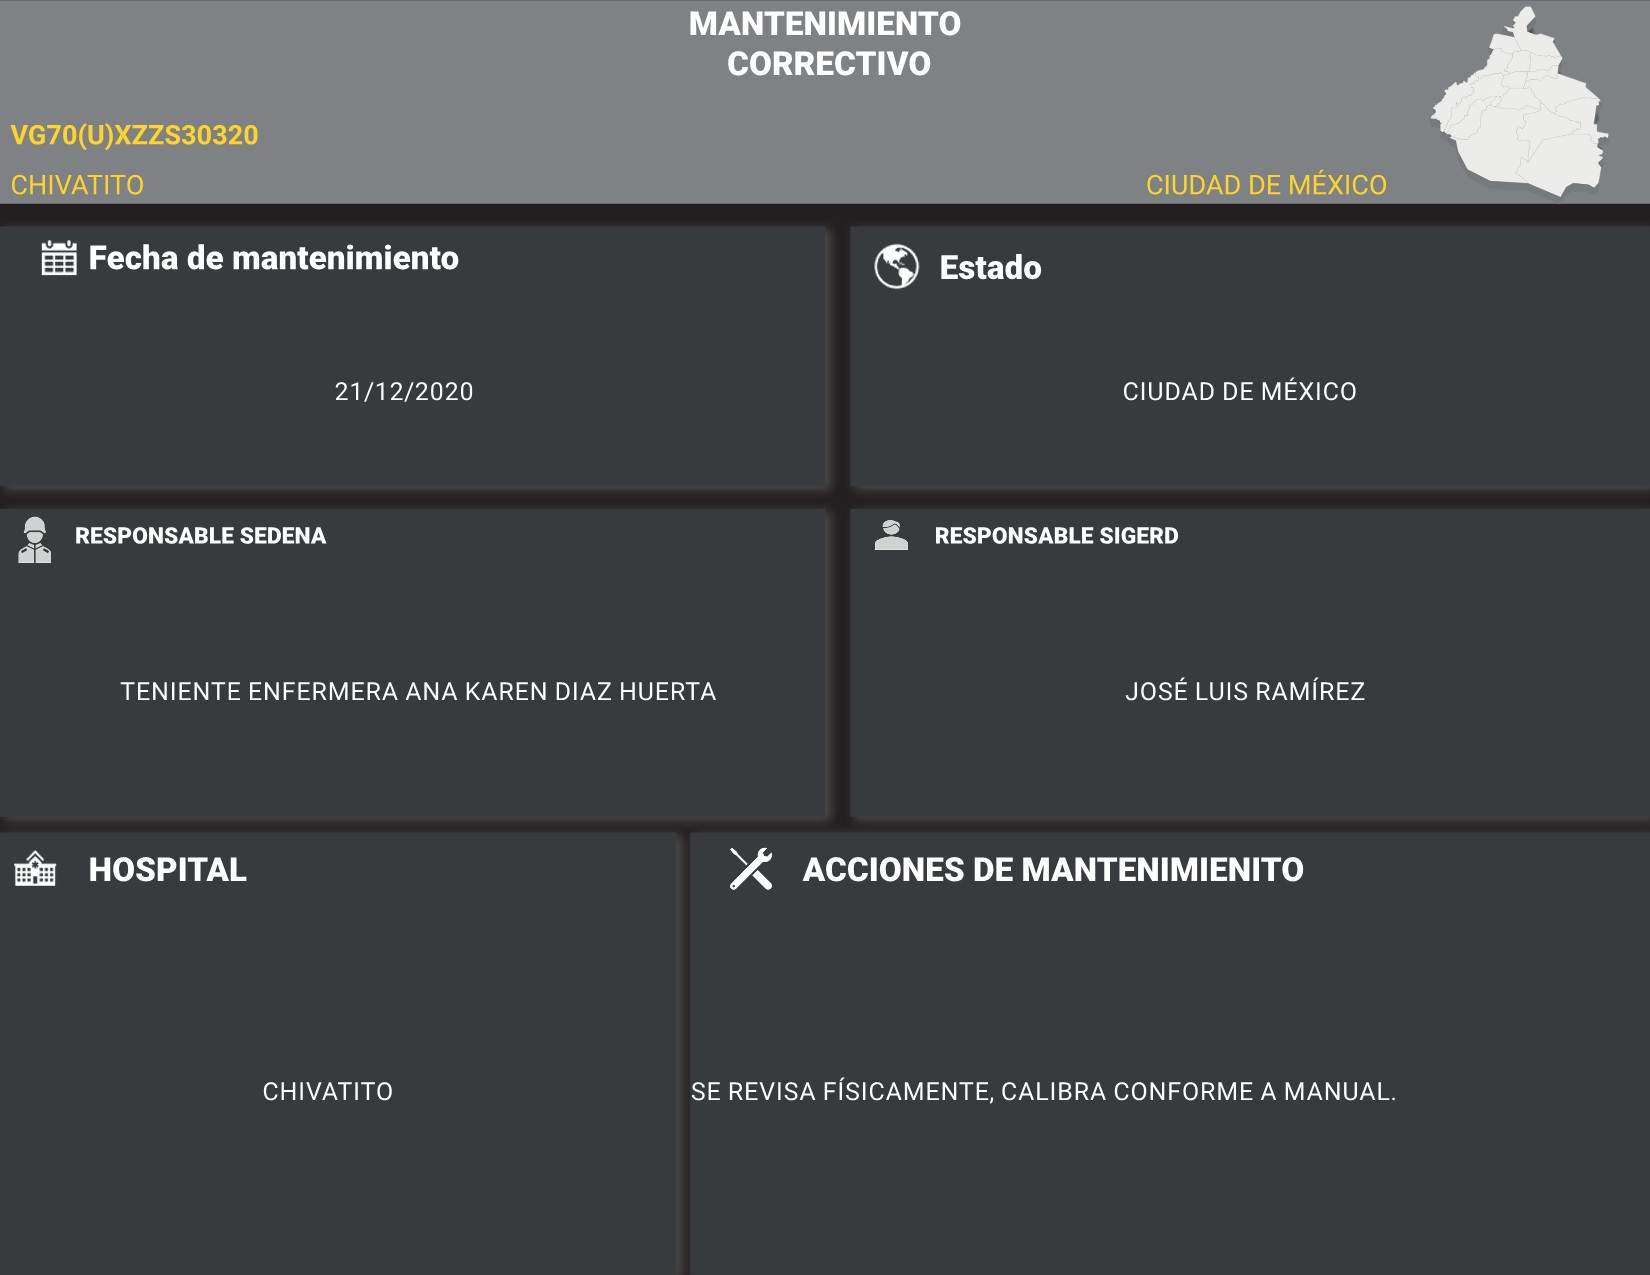 MANTENIMIENTO
CORRECTIVO
VG70(U)XZZS30320
CHIVATITO
CIUDAD DE MÉXICO
Fecha de mantenimiento
21/12/2020
Estado
CIUDAD DE MÉXICO
RESPONSABLE SEDENA
TENIENTE ENFERMERA ANA KAREN DIAZ HUERTA
RESPONSABLE SIGERD
JOSÉ LUIS RAMÍREZ
HOSPITAL
CHIVATITO
ACCIONES DE MANTENIMIENITO
SE REVISA FÍSICAMENTE, CALIBRA CONFORME A MANUAL.